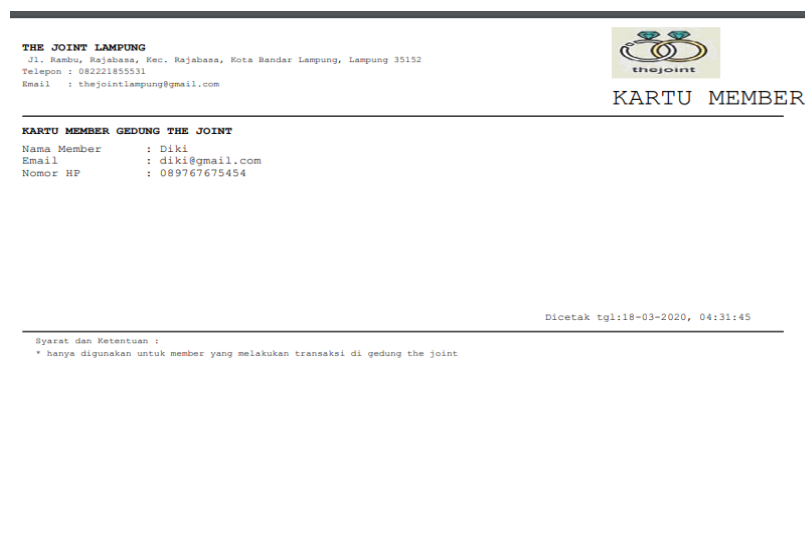 THE JOINT LAMPUNG
Jl. Rambu, Rajabasa, Kec. Rajabasa, Kota Bandar Lampung, Lampung 35152
Telepon : 082221855531
Email : thejointlampung@gmail.com
thejoint
KARTU MEMBER
KARTU MEMBER GEDUNG THE JOINT
Nama Member : Diki
Email : diki@gmail.com
Nomor HP : 089767675454
Dicetak tgl:18-03-2020, 04:31:45
Syarat dan Ketentuan :
* hanya digunakan untuk member yang melakukan transaksi di gedung the joint